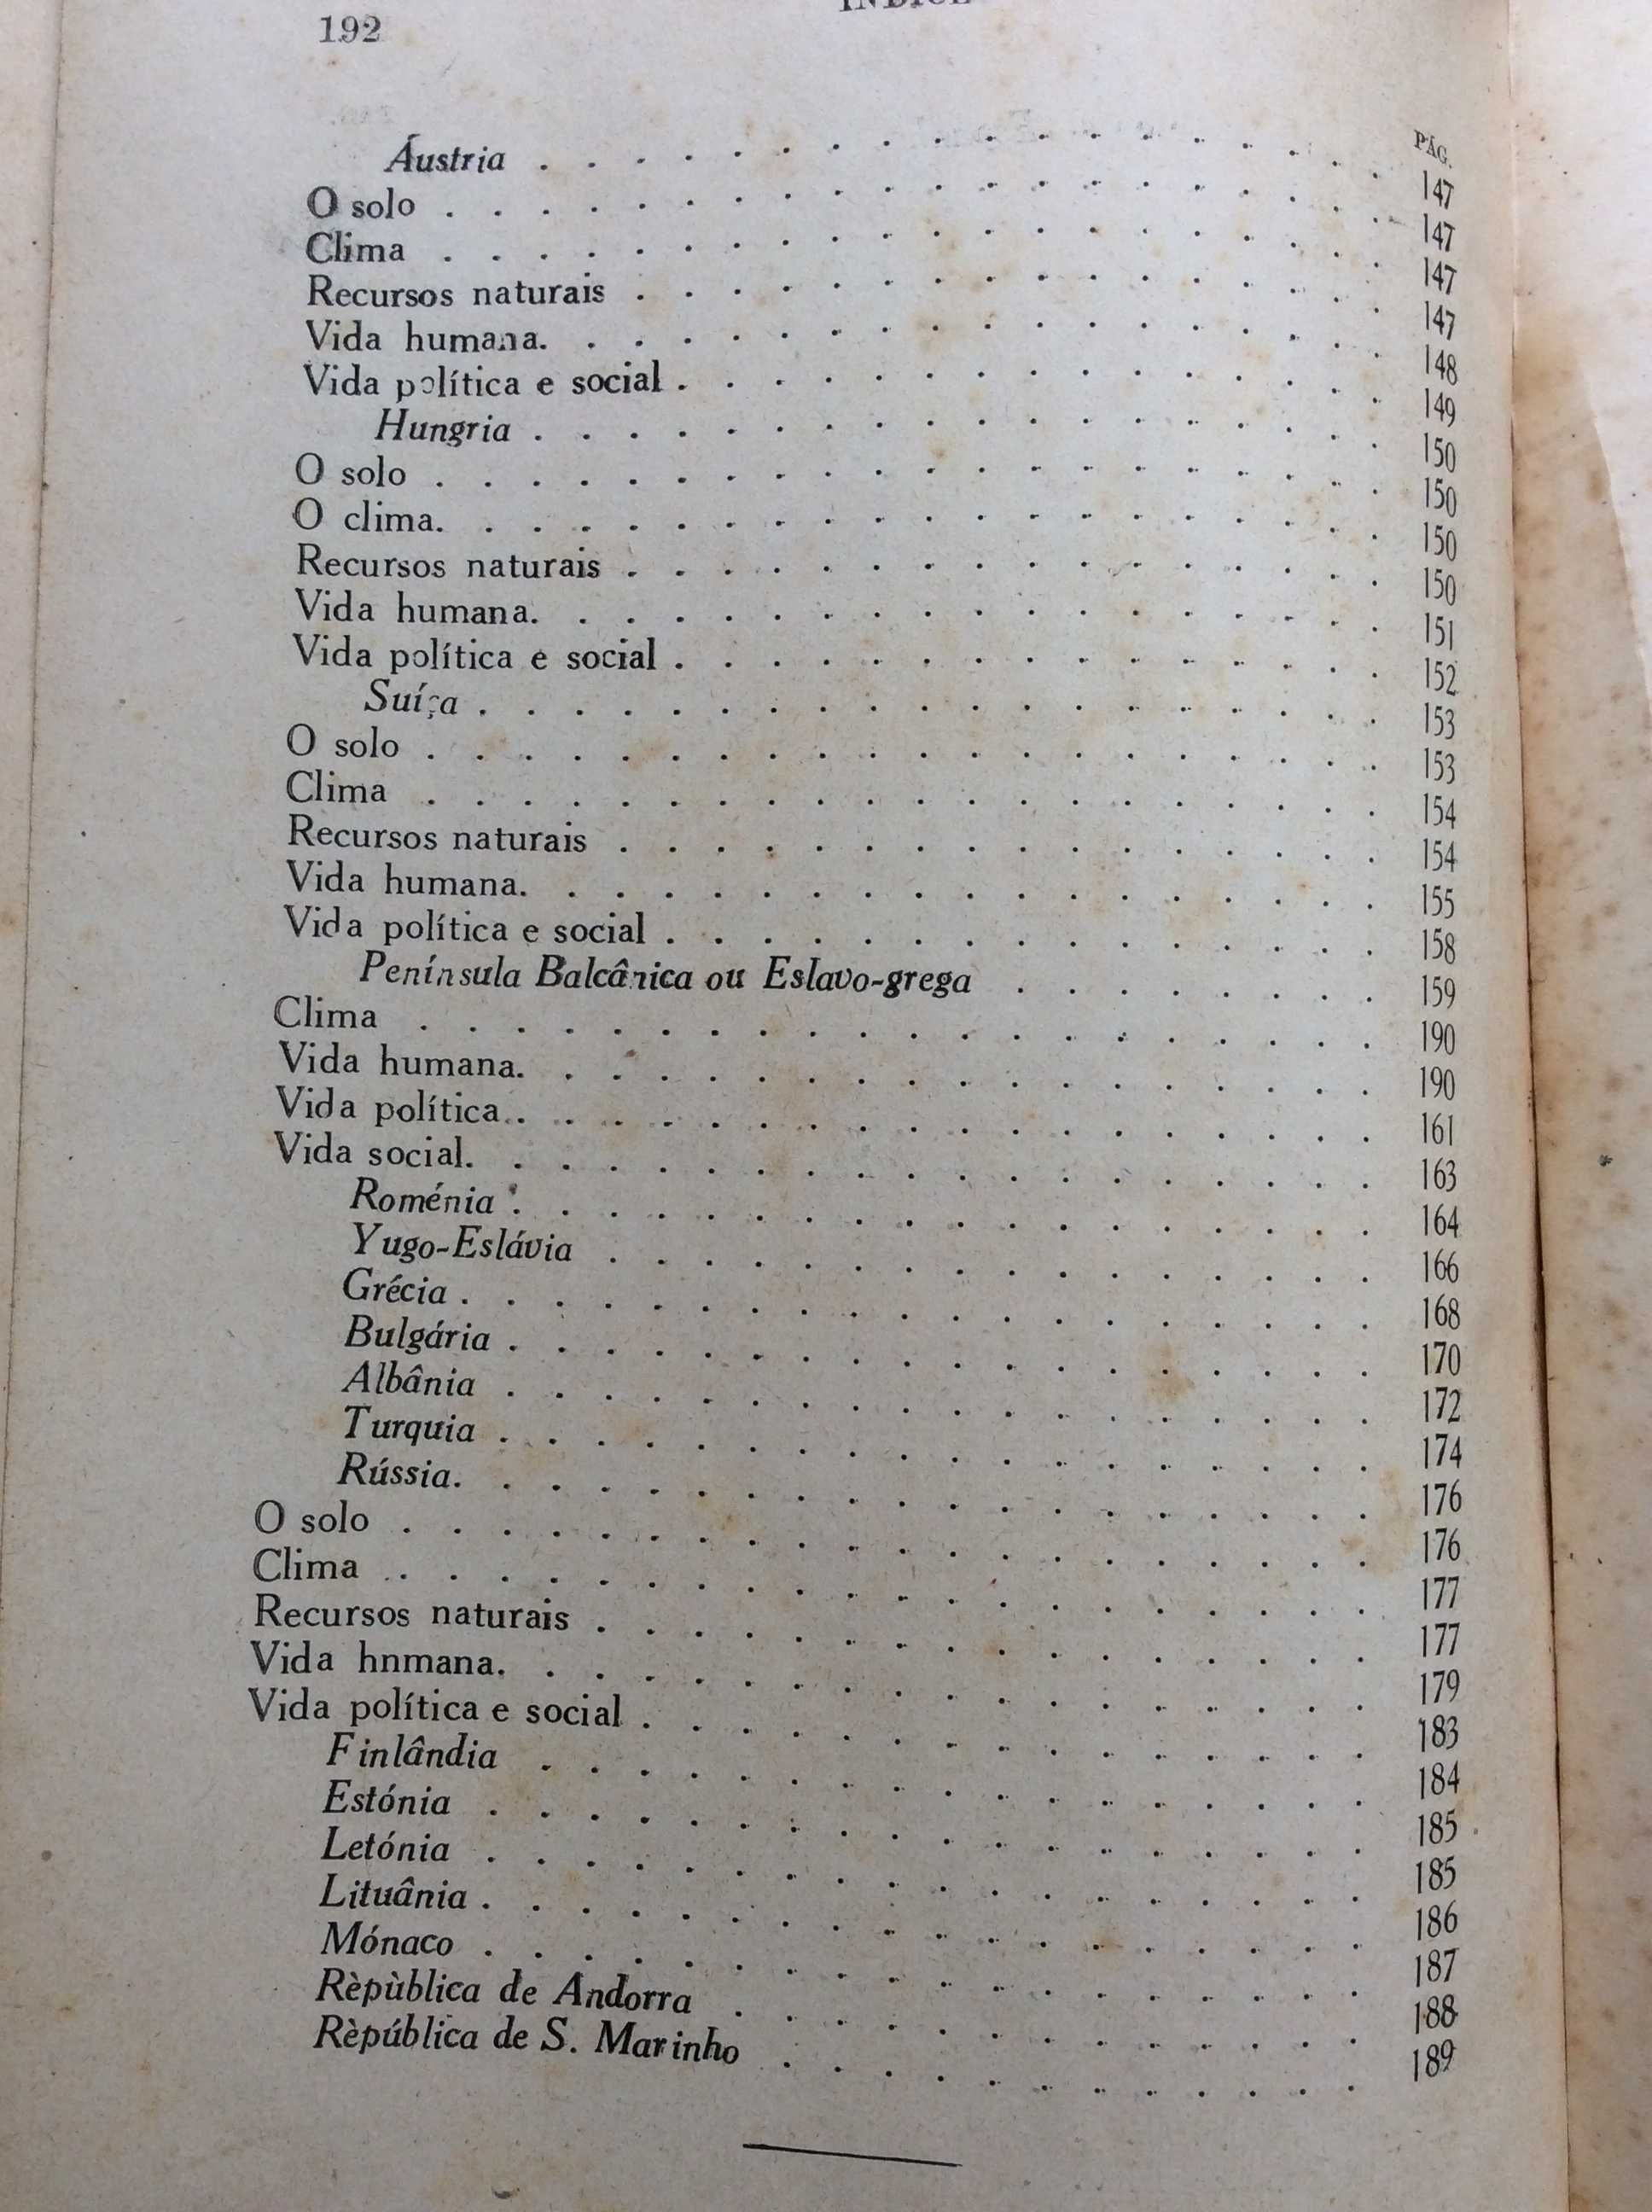 192
ÍNDICE
PÁG.
Áustria . . . . . . . . . . . . . . . . . . 147
O solo . . . . . . . . . . . . . . . . . . . . 147
Clima . . . . . . . . . . . . . . . . . . . . 147
Recursos naturais . . . . . . . . . . . . . . . . 147
Vida humana. . . . . . . . . . . . . . . . . . 148
Vida política e social . . . . . . . . . . . . . . . 149
Hungria . . . . . . . . . . . . . . . . . . 150
O solo . . . . . . . . . . . . . . . . . . . . 150
O clima. . . . . . . . . . . . . . . . . . . . 150
Recursos naturais . . . . . . . . . . . . . . . . 150
Vida humana. . . . . . . . . . . . . . . . . . 151
Vida política e social . . . . . . . . . . . . . . . 152
Suíça . . . . . . . . . . . . . . . . . . . 153
O solo . . . . . . . . . . . . . . . . . . . . 153
Clima . . . . . . . . . . . . . . . . . . . . 154
Recursos naturais . . . . . . . . . . . . . . . . 154
Vida humana. . . . . . . . . . . . . . . . . . 155
Vida política e social . . . . . . . . . . . . . . . 158
Península Balcânica ou Eslavo-grega . . . . . . . . 159
Clima . . . . . . . . . . . . . . . . . . . . 190
Vida humana. . . . . . . . . . . . . . . . . . 190
Vida política. . . . . . . . . . . . . . . . . . 161
Vida social. . . . . . . . . . . . . . . . . . . 163
Roménia . . . . . . . . . . . . . . . . . . 164
Yugo-Eslávia . . . . . . . . . . . . . . . . 166
Grécia . . . . . . . . . . . . . . . . . . . 168
Bulgária . . . . . . . . . . . . . . . . . . 170
Albânia . . . . . . . . . . . . . . . . . . 172
Turquia . . . . . . . . . . . . . . . . . . 174
Rússia. . . . . . . . . . . . . . . . . . . 176
O solo . . . . . . . . . . . . . . . . . . . . 176
Clima . . . . . . . . . . . . . . . . . . . . 177
Recursos naturais . . . . . . . . . . . . . . . . 177
Vida hnmana. . . . . . . . . . . . . . . . . . 179
Vida política e social . . . . . . . . . . . . . . . 183
Finlândia . . . . . . . . . . . . . . . . . 184
Estónia . . . . . . . . . . . . . . . . . . 185
Letónia . . . . . . . . . . . . . . . . . . 185
Lituânia . . . . . . . . . . . . . . . . . . 186
Mónaco . . . . . . . . . . . . . . . . . . 187
Rèpùblica de Andorra . . . . . . . . . . . . . 188
Rèpública de S. Marinho . . . . . . . . . . . . 189